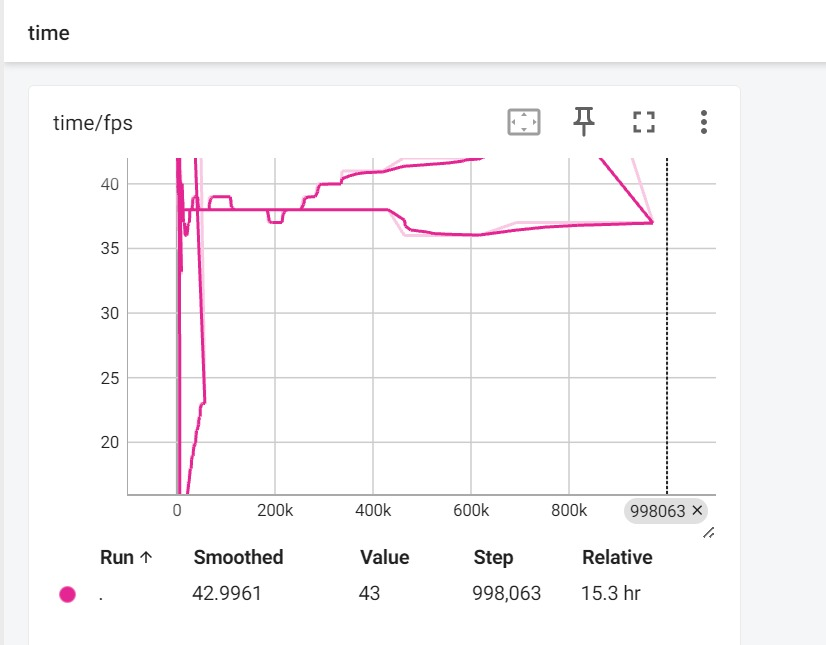 time
time/fps
40
35
30
25
20
0 200k 400k 600k 800k 998063 ✕
Run ↑ Smoothed Value Step Relative
. 42.9961 43 998,063 15.3 hr